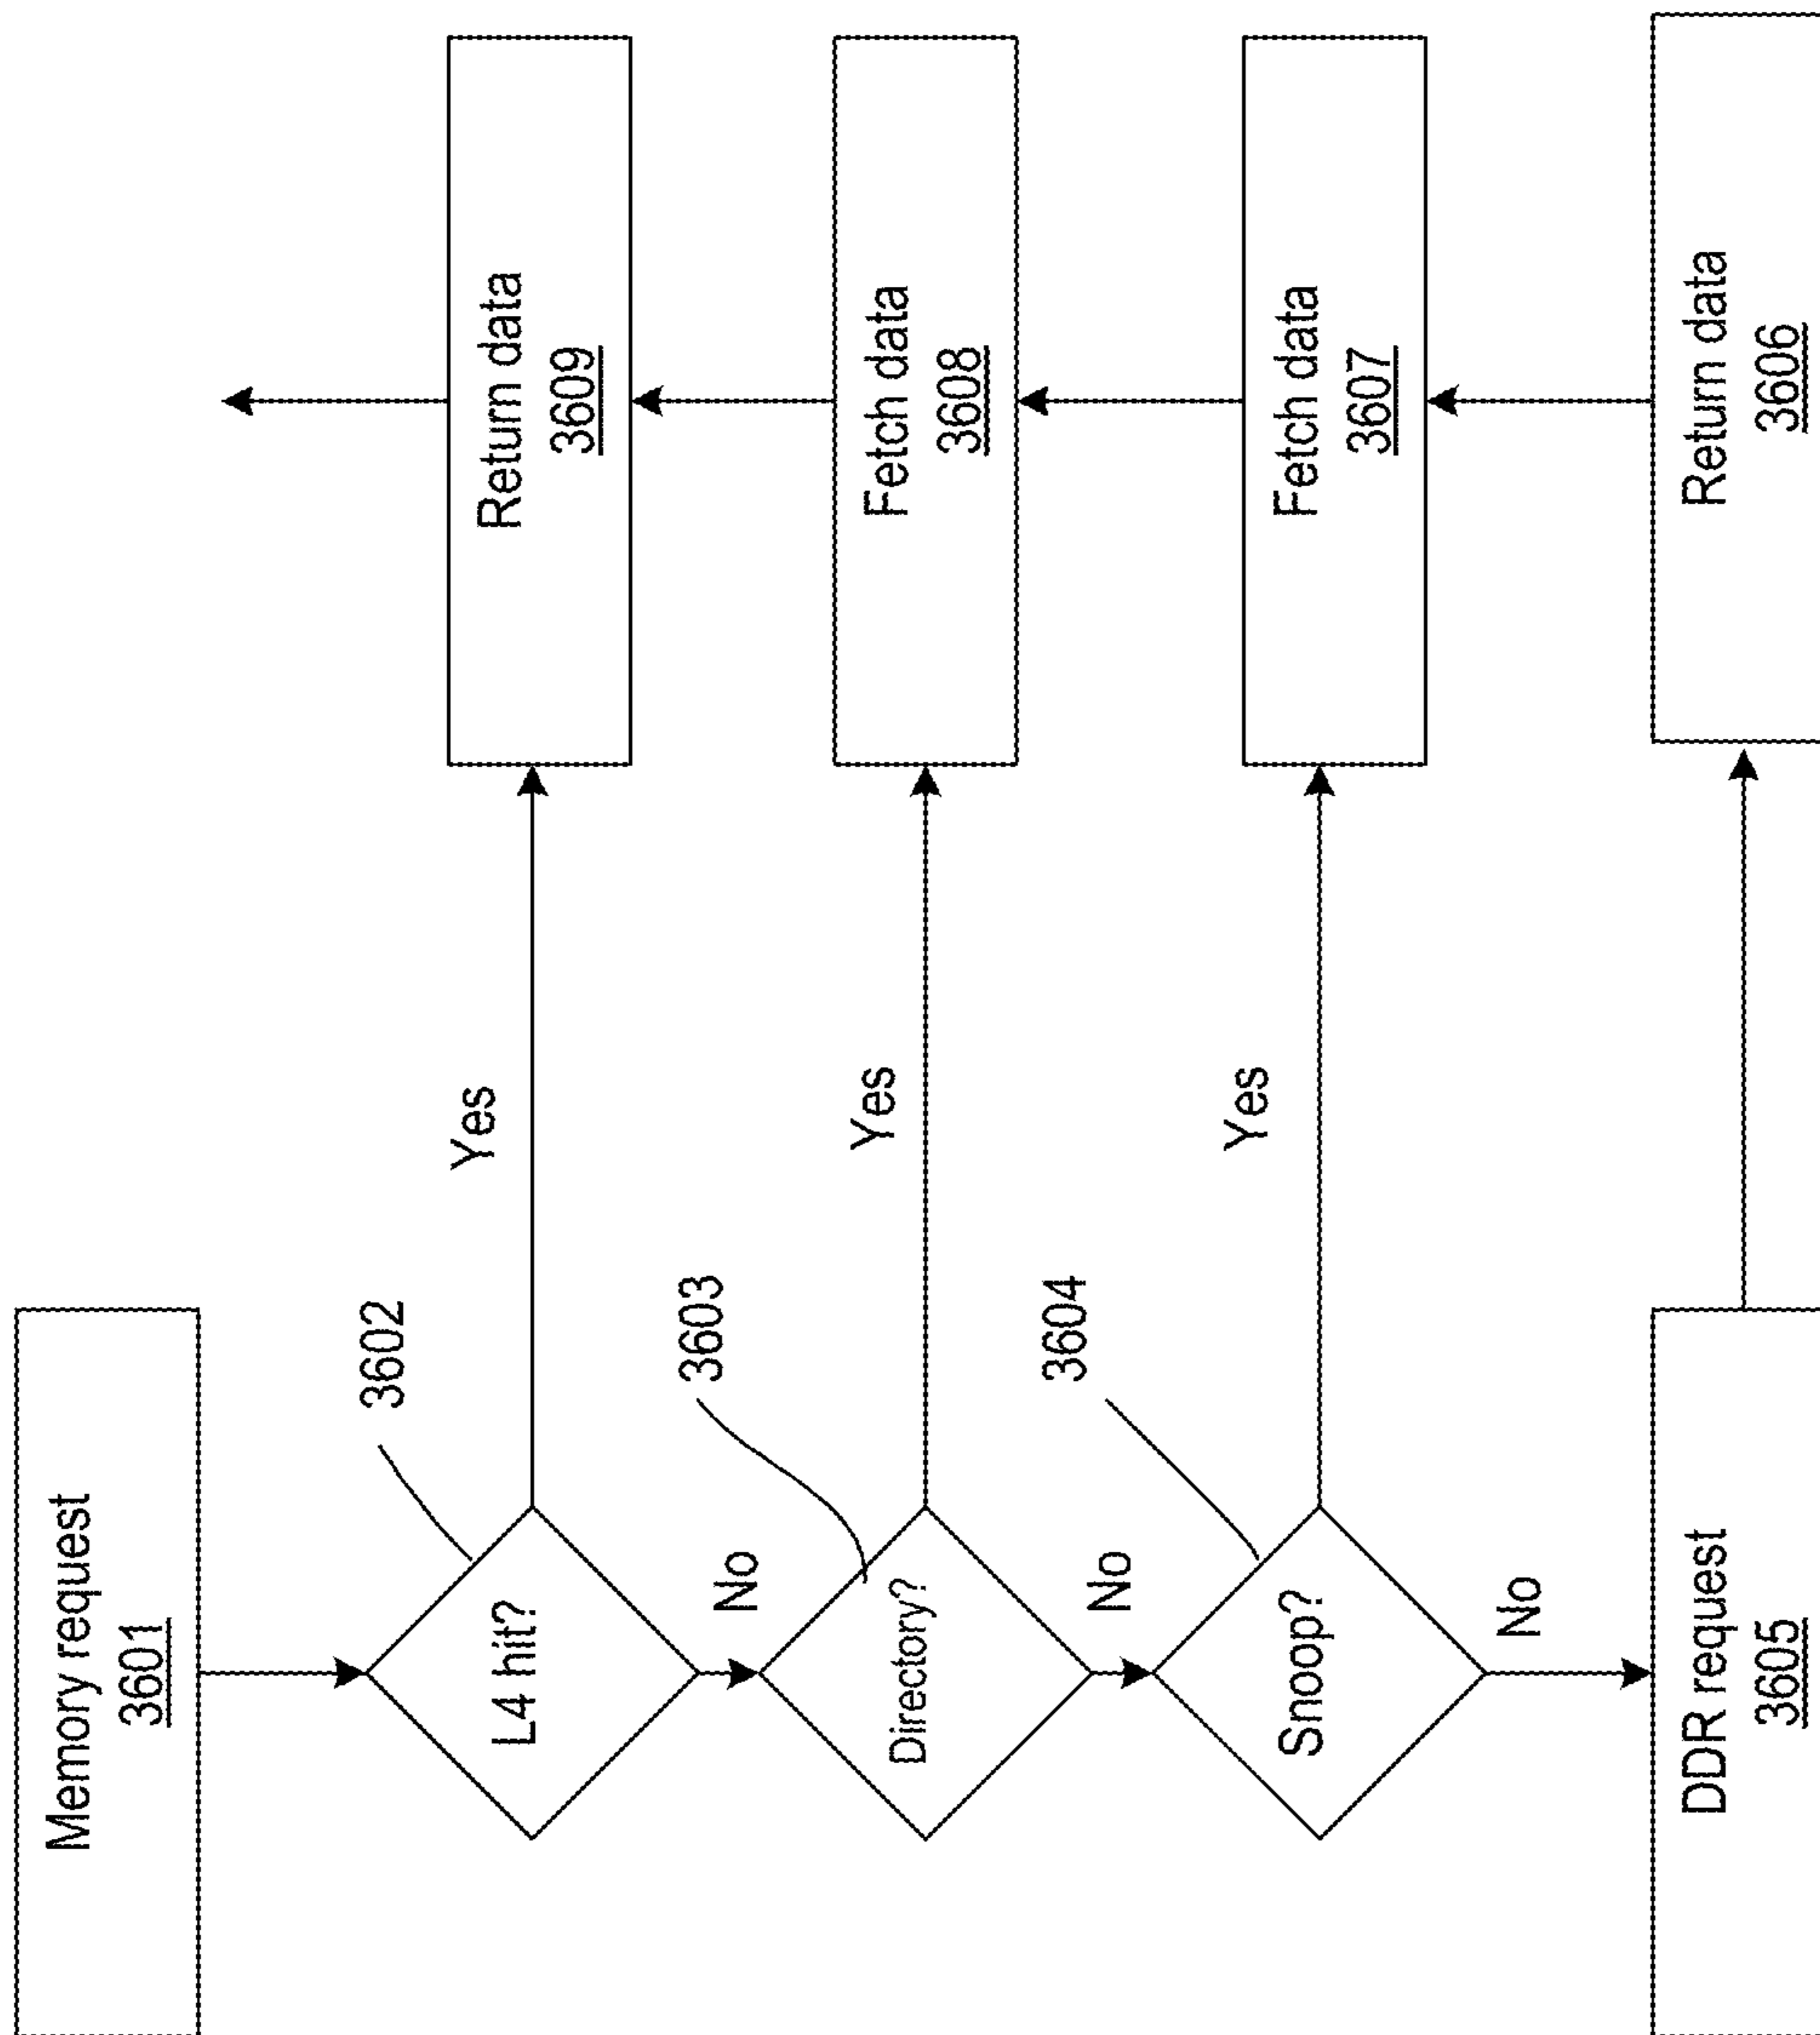 Memory request
3601
L4 hit?
3602
Yes
Return data
3609
No
Directory?
3603
Yes
Fetch data
3608
No
Snoop?
3604
Yes
Fetch data
3607
No
DDR request
3605
Return data
3606